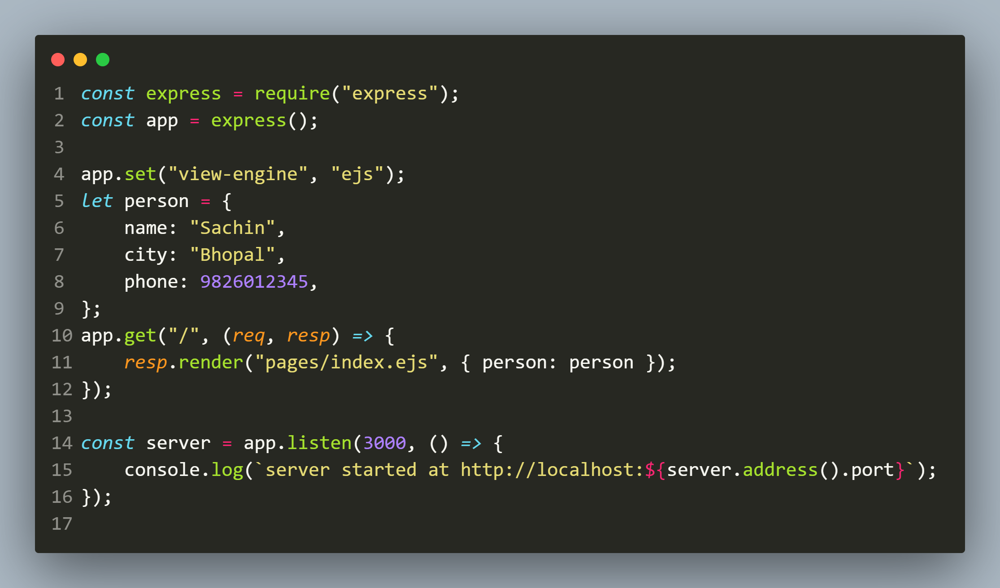 1 const express = require("express");
2 const app = express();
3
4 app.set("view-engine", "ejs");
5 let person = {
6     name: "Sachin",
7     city: "Bhopal",
8     phone: 9826012345,
9 };
10 app.get("/", (req, resp) => {
11     resp.render("pages/index.ejs", { person: person });
12 });
13
14 const server = app.listen(3000, () => {
15     console.log(`server started at http://localhost:${server.address().port}`);
16 });
17